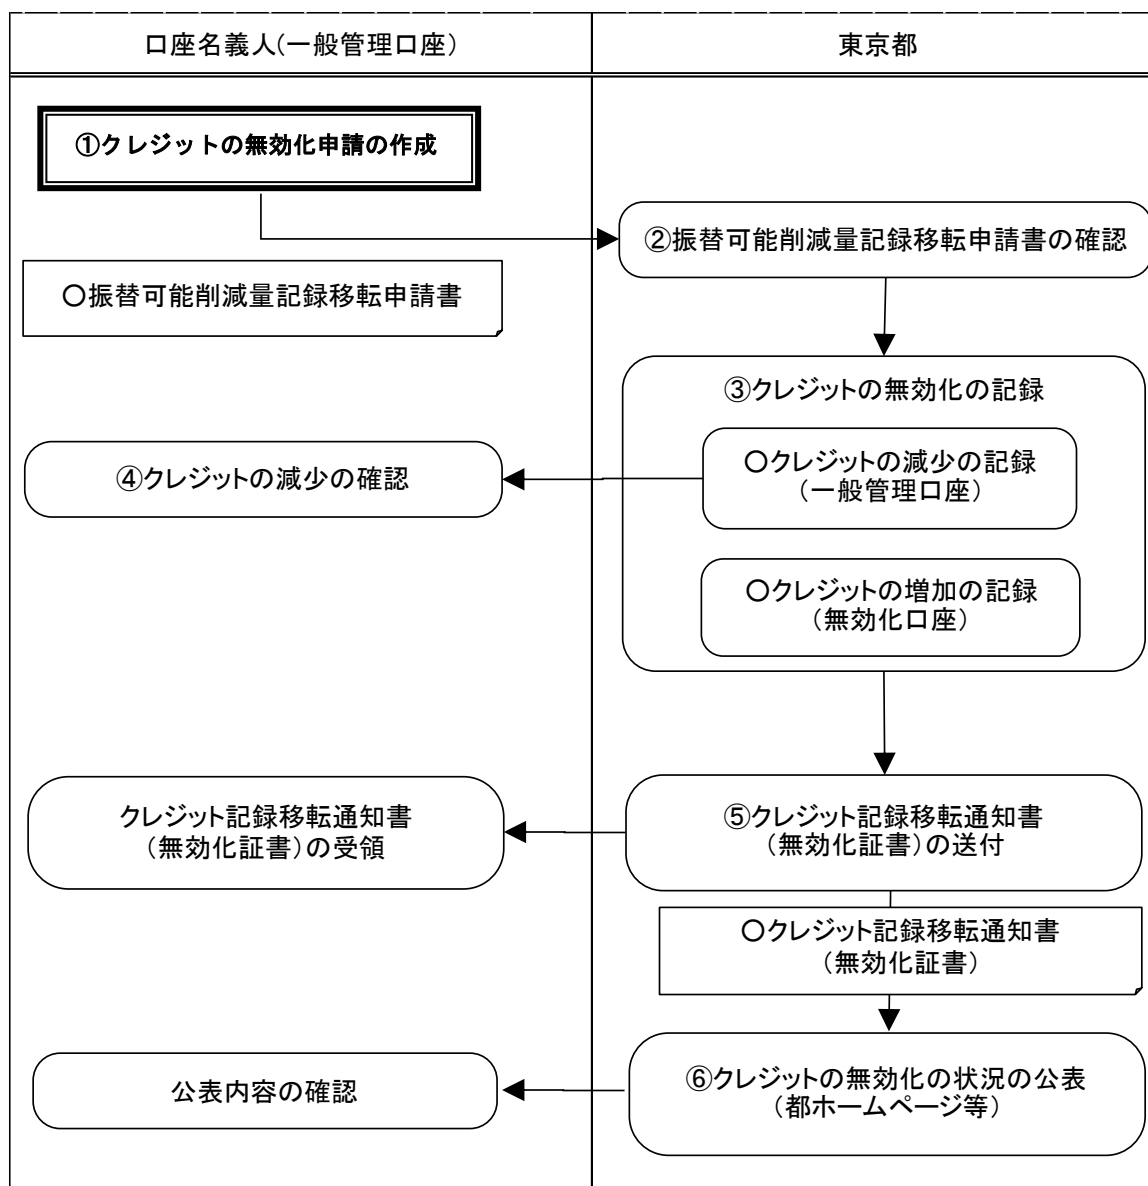 口座名義人(一般管理口座)
東京都
①クレジットの無効化申請の作成
②振替可能削減量記録移転申請書の確認
〇振替可能削減量記録移転申請書
③クレジットの無効化の記録
④クレジットの減少の確認
〇クレジットの減少の記録
（一般管理口座）
〇クレジットの増加の記録
（無効化口座）
クレジット記録移転通知書
（無効化証書）の受領
⑤クレジット記録移転通知書
（無効化証書）の送付
〇クレジット記録移転通知書
（無効化証書）
公表内容の確認
⑥クレジットの無効化の状況の公表
（都ホームページ等）